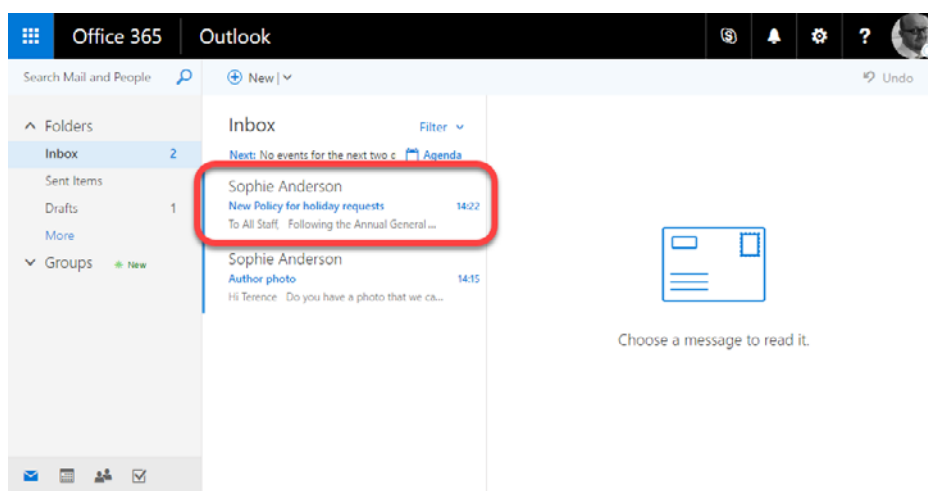 Office 365 Outlook
Search Mail and People New Undo
Folders
Inbox 2
Sent Items
Drafts 1
More
Groups New
Inbox Filter
Next: No events for the next two c Agenda
Sophie Anderson
New Policy for holiday requests 14:22
To All Staff, Following the Annual General ...
Sophie Anderson
Author photo 14:15
Hi Terence Do you have a photo that we ca...
Choose a message to read it.